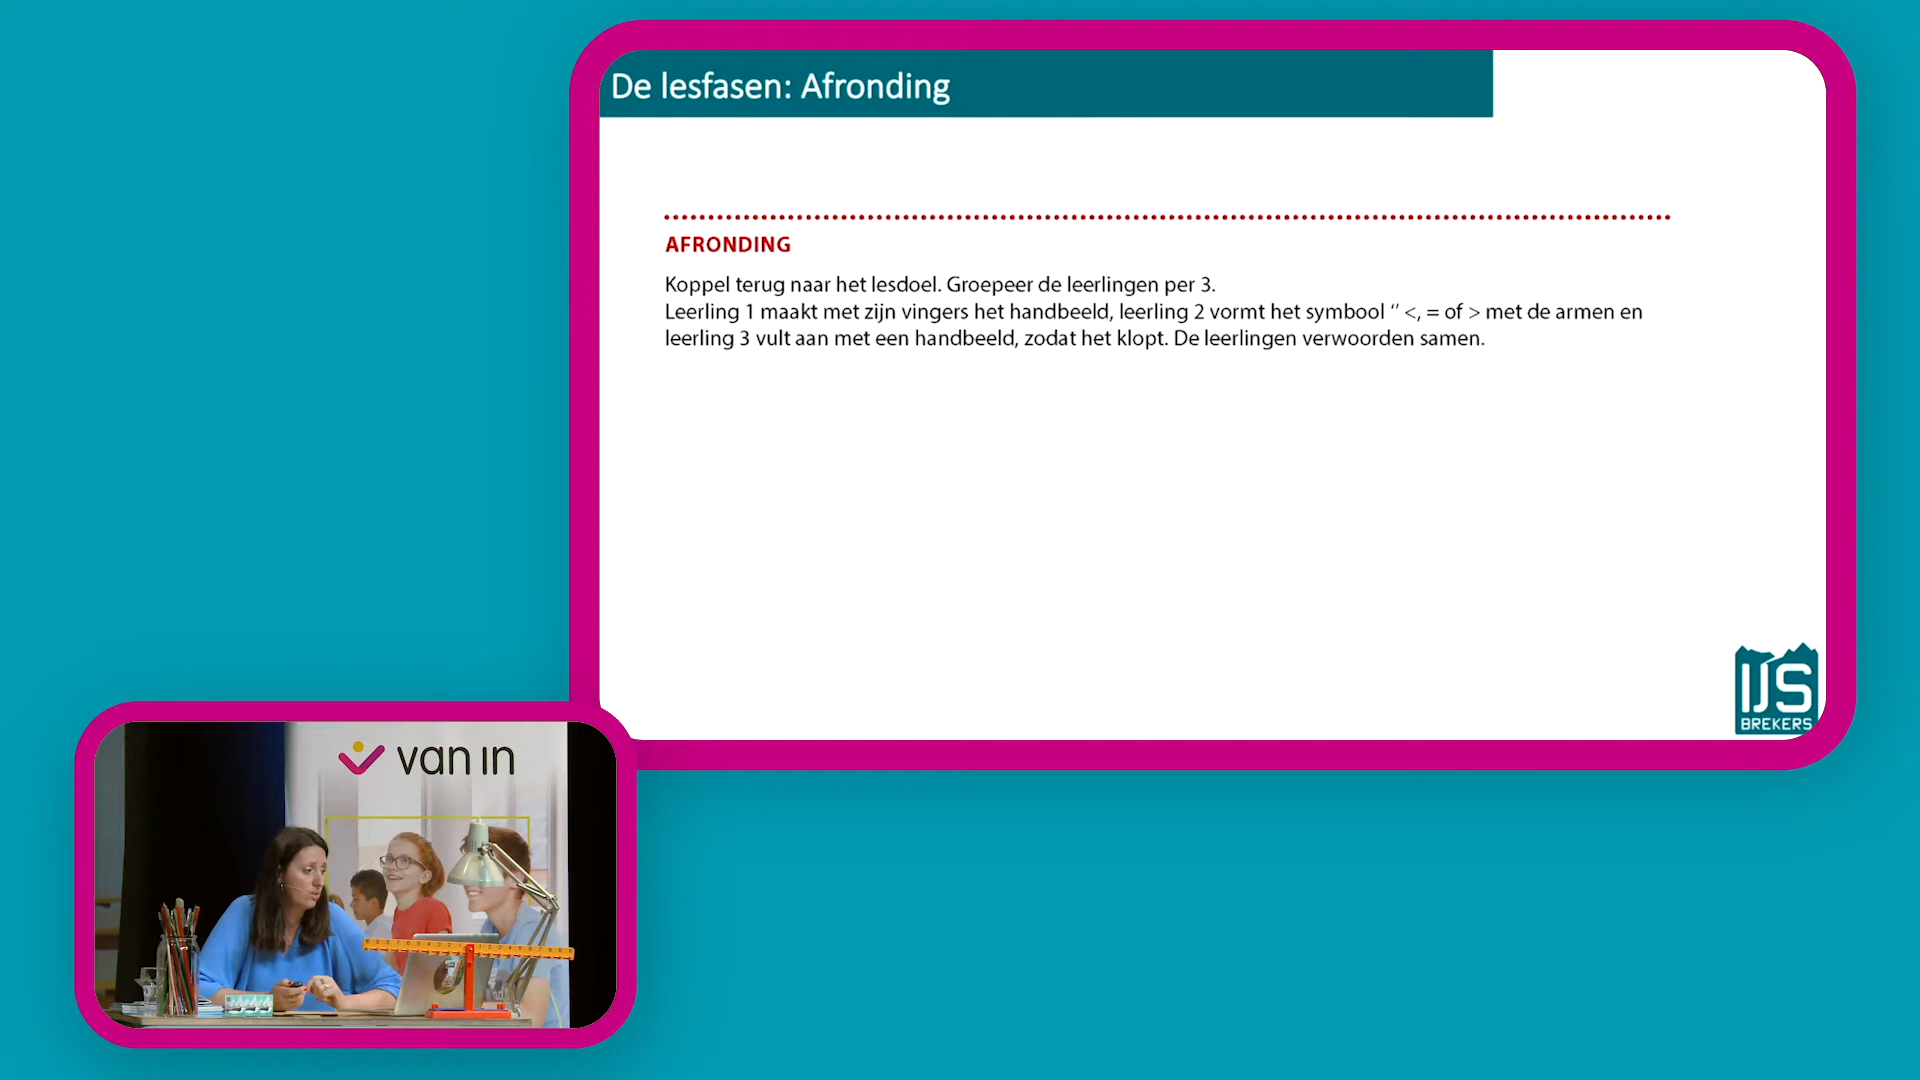 De lesfasen: Afronding
AFRONDING
Koppel terug naar het lesdoel. Groepeer de leerlingen per 3.
Leerling 1 maakt met zijn vingers het handbeeld, leerling 2 vormt het symbool ‘’ <, = of > met de armen en
leerling 3 vult aan met een handbeeld, zodat het klopt. De leerlingen verwoorden samen.
IJS
BREKERS
van in